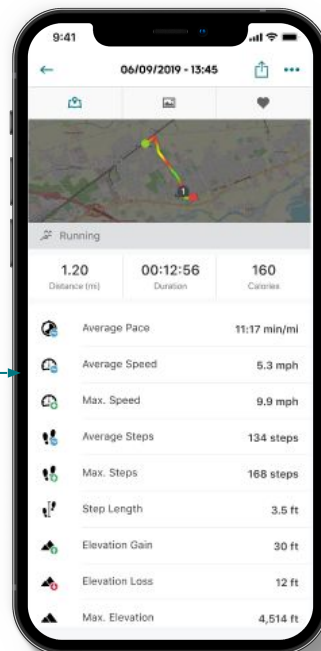 9:41
06/09/2019 - 13:45
1
Running
1.20 00:12:56 160
Distance (mi) Duration Calories
Average Pace 11:17 min/mi
Average Speed 5.3 mph
Max. Speed 9.9 mph
Average Steps 134 steps
Max. Steps 168 steps
Step Length 3.5 ft
Elevation Gain 30 ft
Elevation Loss 12 ft
Max. Elevation 4,514 ft